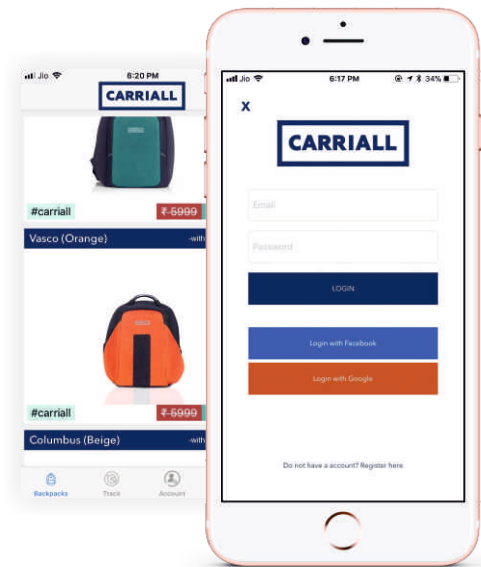 Jio
6:20 PM
CARRIALL
#carriall
₹ 5999
Vasco (Orange)
-with
#carriall
₹ 5999
Columbus (Beige)
-with
Backpacks
Track
Account
Jio
6:17 PM
34%
X
CARRIALL
Email
Password
LOGIN
Login with Facebook
Login with Google
Do not have a account? Register here